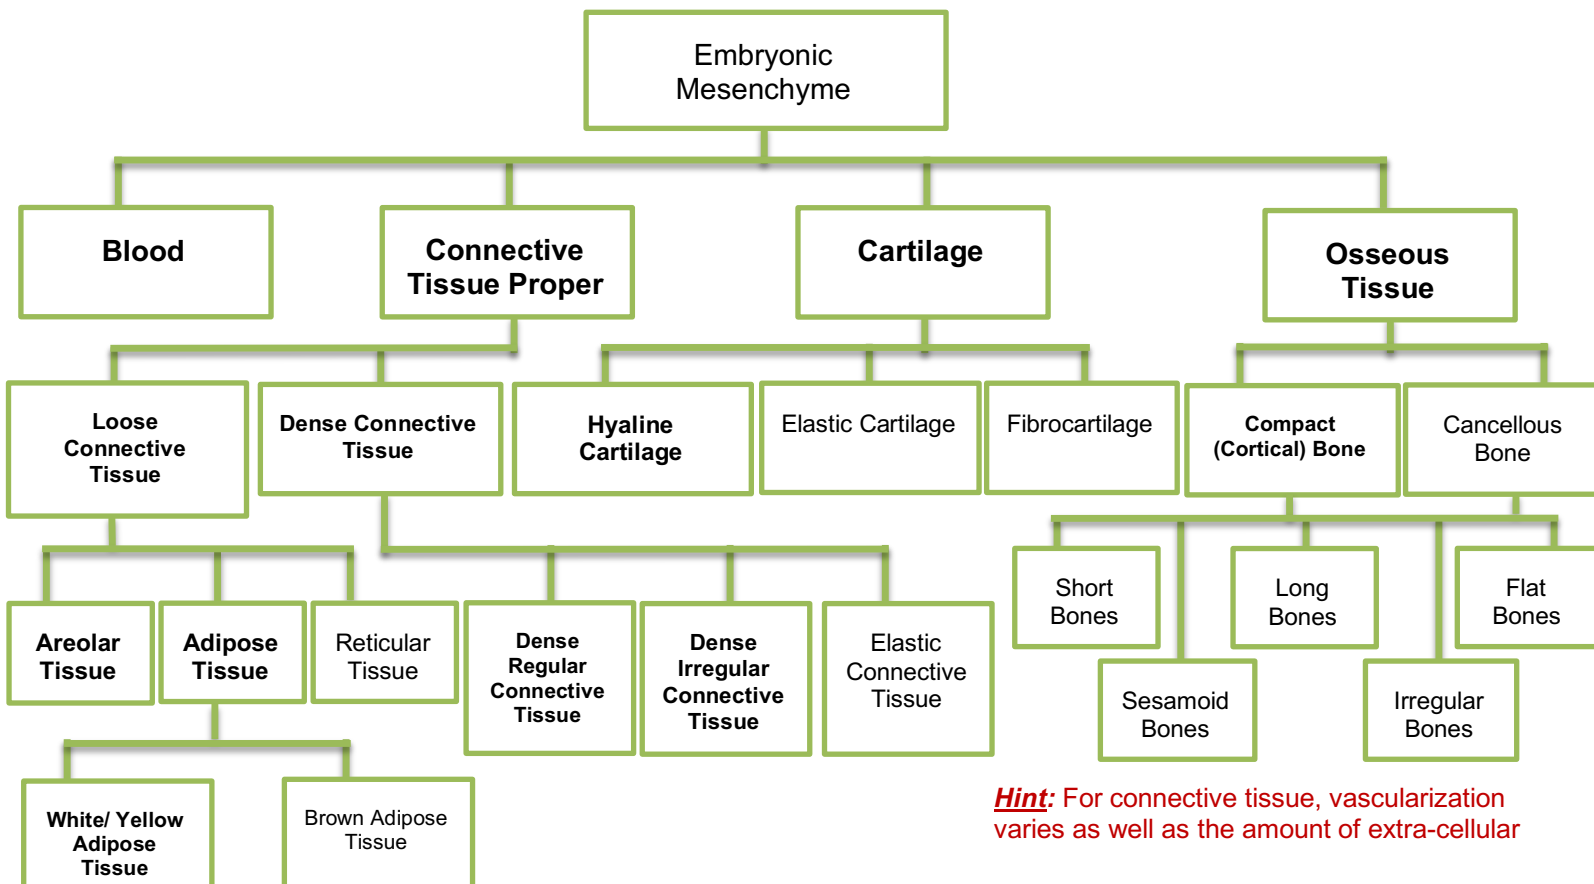 Embryonic
Mesenchyme
Blood
Connective
Tissue Proper
Cartilage
Osseous
Tissue
Loose
Connective
Tissue
Dense Connective
Tissue
Hyaline
Cartilage
Elastic Cartilage
Fibrocartilage
Compact
(Cortical) Bone
Cancellous
Bone
Areolar
Tissue
Adipose
Tissue
Reticular
Tissue
Dense
Regular
Connective
Tissue
Dense
Irregular
Connective
Tissue
Elastic
Connective
Tissue
Short
Bones
Long
Bones
Flat
Bones
Sesamoid
Bones
Irregular
Bones
White/ Yellow
Adipose
Tissue
Brown Adipose
Tissue
Hint: For connective tissue, vascularization
varies as well as the amount of extra-cellular